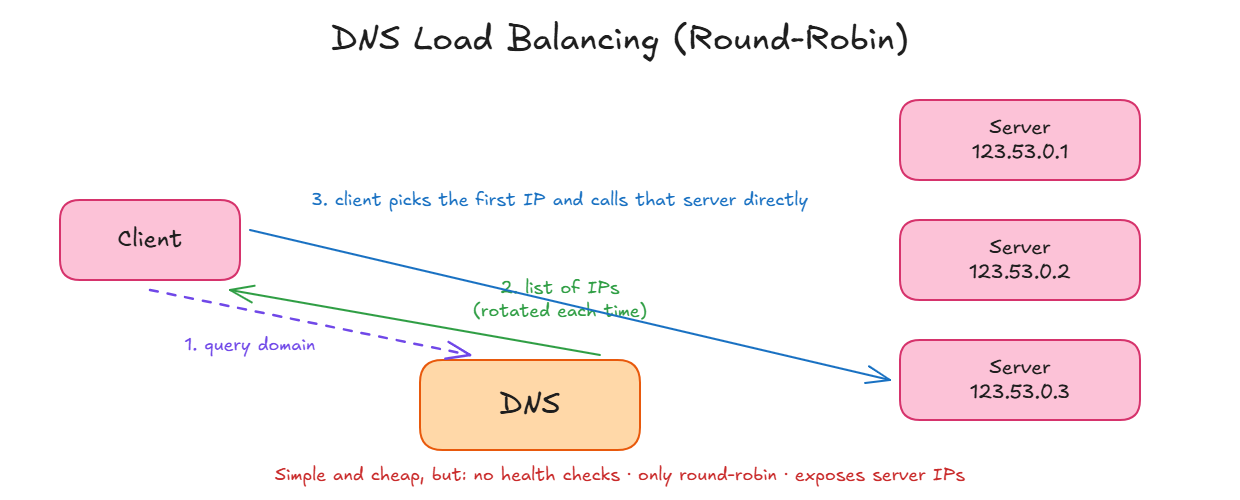 DNS Load Balancing (Round-Robin)
Server
123.53.0.1
3. client picks the first IP and calls that server directly
Client
Server
123.53.0.2
2. list of IPs
(rotated each time)
1. query domain
Server
123.53.0.3
DNS
Simple and cheap, but: no health checks · only round-robin · exposes server IPs